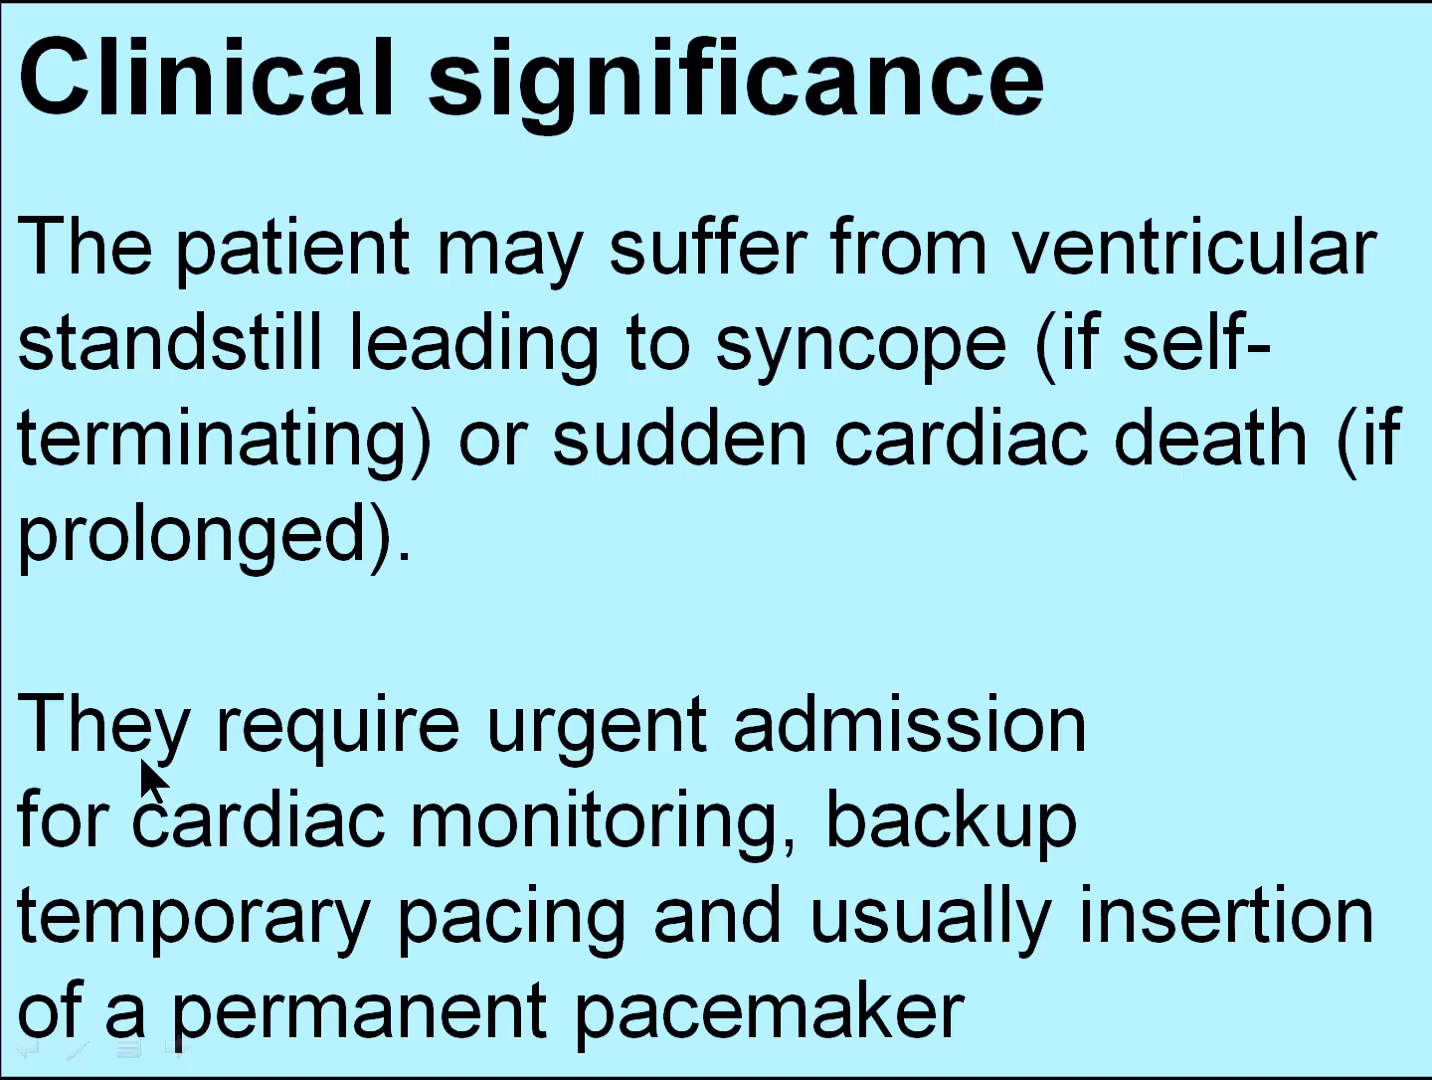 Clinical significance
The patient may suffer from ventricular
standstill leading to syncope (if self-
terminating) or sudden cardiac death (if
prolonged).
They require urgent admission
for cardiac monitoring, backup
temporary pacing and usually insertion
of a permanent pacemaker